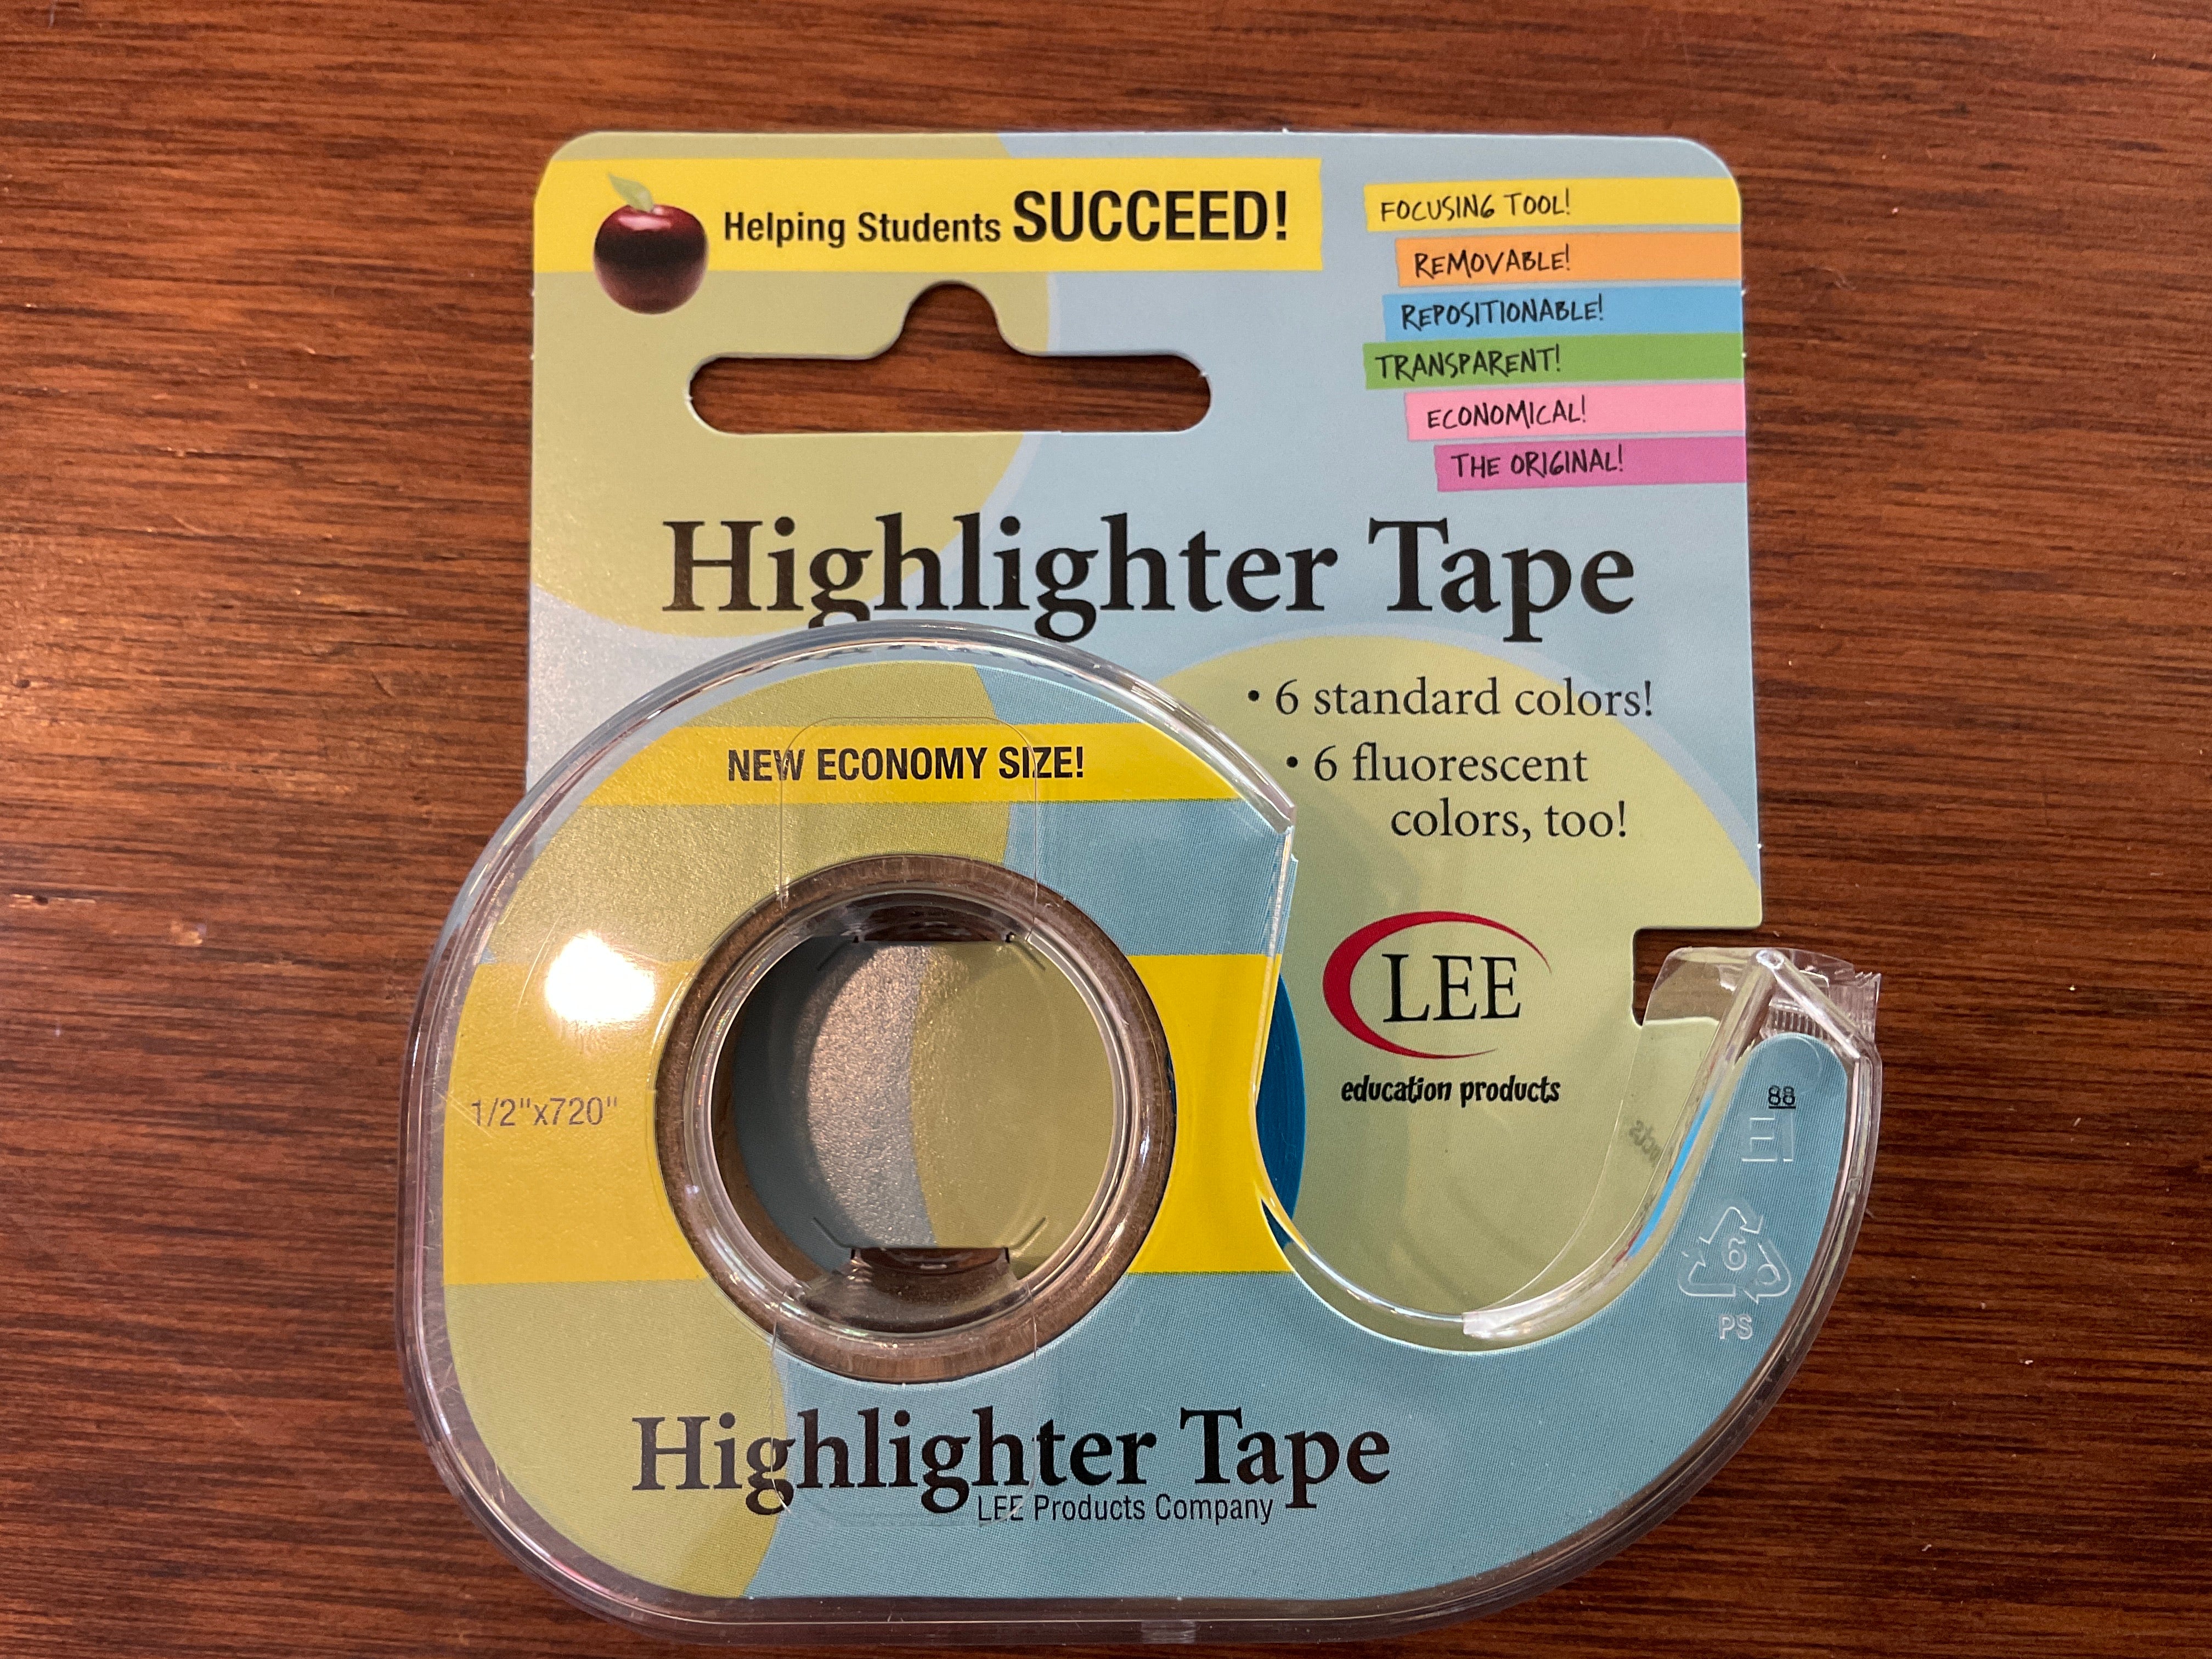 Helping Students SUCCEED!
FOCUSING TOOL!
REMOVABLE!
REPOSITIONABLE!
TRANSPARENT!
ECONOMICAL!
THE ORIGINAL!
Highlighter Tape
• 6 standard colors!
• 6 fluorescent
colors, too!
NEW ECONOMY SIZE!
LEE
education products
1/2"x720"
88
6
PS
Highlighter Tape
LEE Products Company